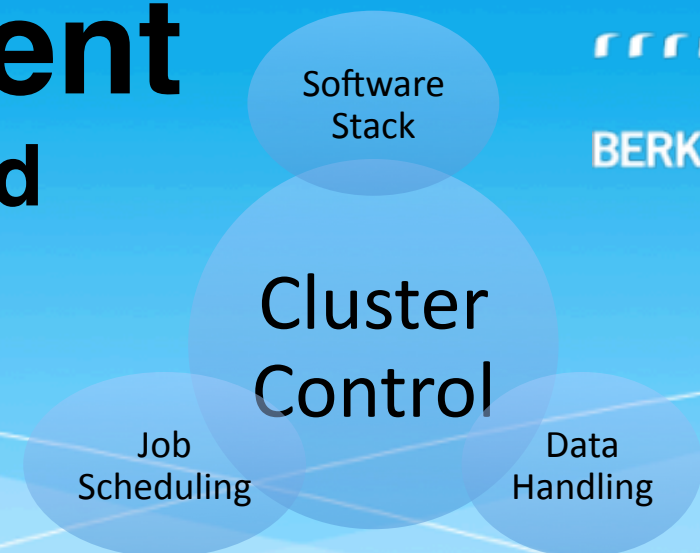 ent
d
Software
Stack
BERK
Cluster
Control
Job
Scheduling
Data
Handling